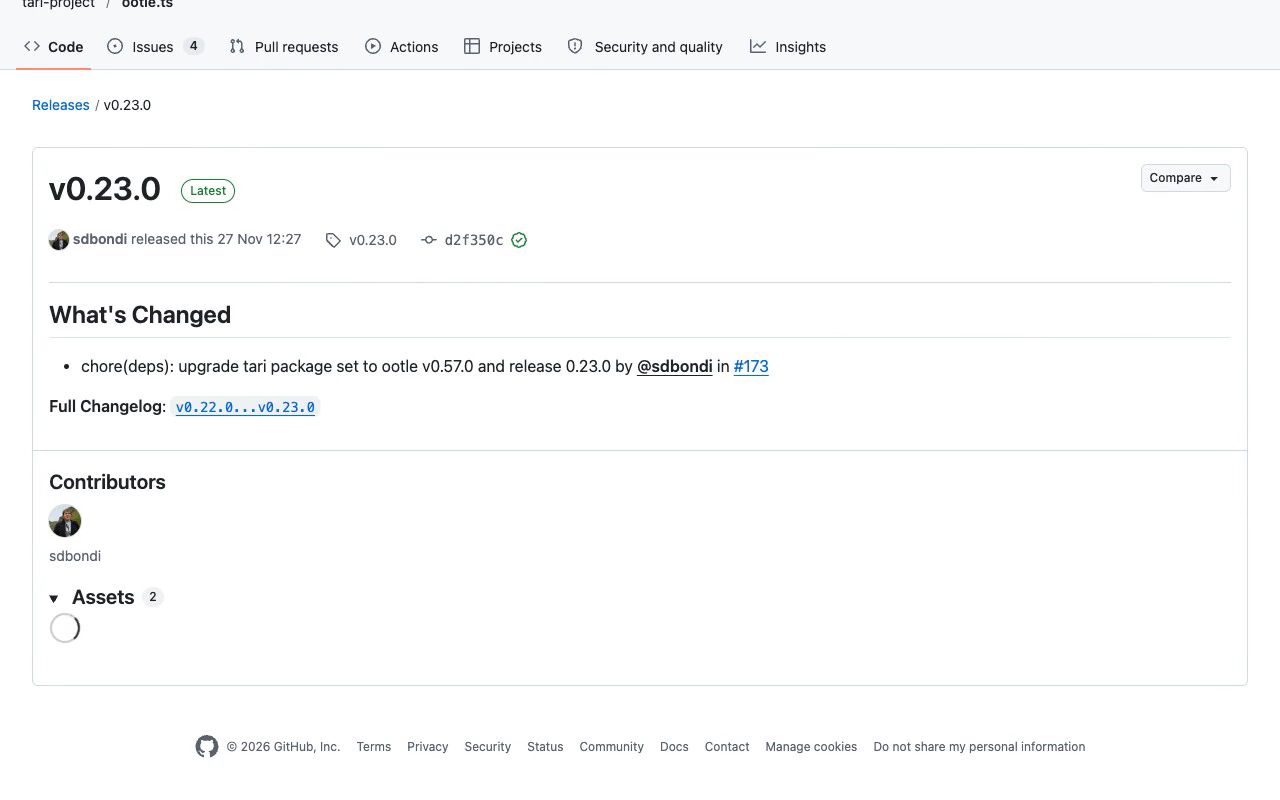 tari-project / ootle.ts
Code Issues 4 Pull requests Actions Projects Security and quality Insights
Releases / v0.23.0
v0.23.0 Latest Compare
sdbondi released this 27 Nov 12:27 v0.23.0 d2f350c
What's Changed
• chore(deps): upgrade tari package set to ootle v0.57.0 and release 0.23.0 by @sdbondi in #173
Full Changelog: v0.22.0...v0.23.0
Contributors
sdbondi
Assets 2
© 2026 GitHub, Inc. Terms Privacy Security Status Community Docs Contact Manage cookies Do not share my personal information